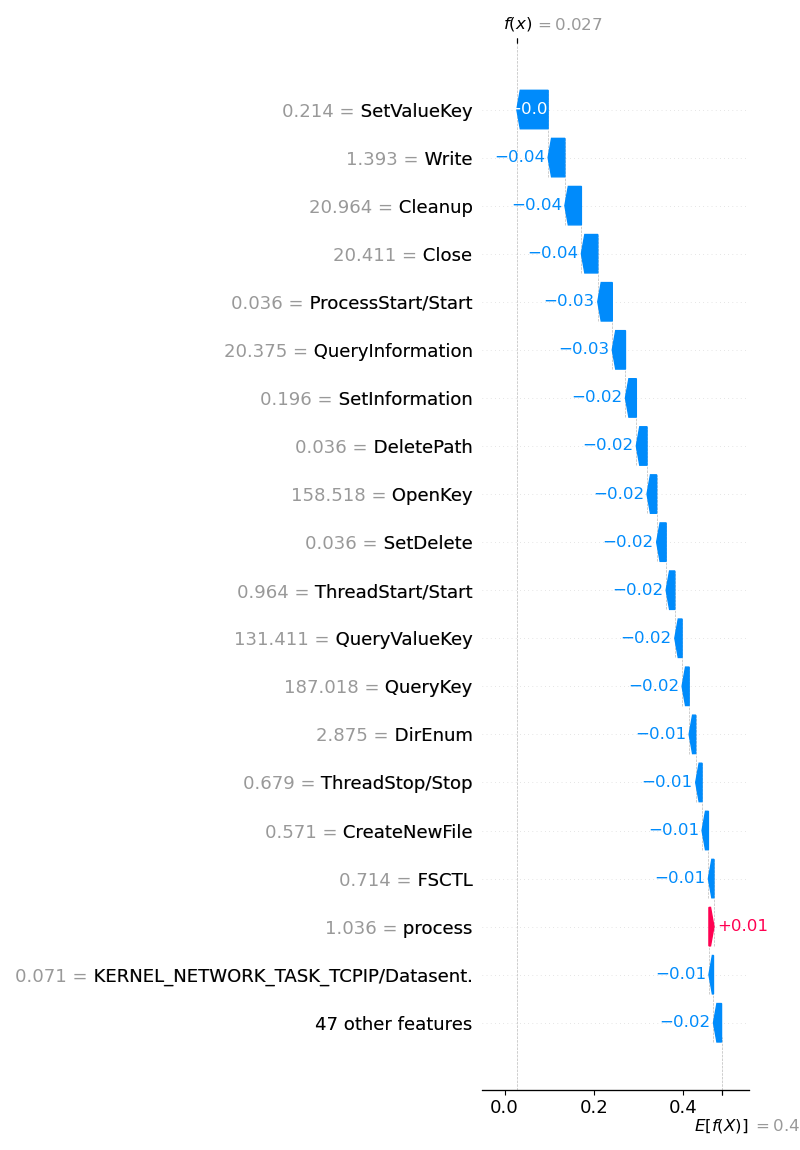 f(x) = 0.027
0.214 = SetValueKey
−0.0
1.393 = Write
−0.04
20.964 = Cleanup
−0.04
20.411 = Close
−0.04
0.036 = ProcessStart/Start
−0.03
20.375 = QueryInformation
−0.03
0.196 = SetInformation
−0.02
0.036 = DeletePath
−0.02
158.518 = OpenKey
−0.02
0.036 = SetDelete
−0.02
0.964 = ThreadStart/Start
−0.02
131.411 = QueryValueKey
−0.02
187.018 = QueryKey
−0.02
2.875 = DirEnum
−0.01
0.679 = ThreadStop/Stop
−0.01
0.571 = CreateNewFile
−0.01
0.714 = FSCTL
−0.01
1.036 = process
+0.01
0.071 = KERNEL_NETWORK_TASK_TCPIP/Datasent.
−0.01
47 other features
−0.02
0.0 0.2 0.4
E[f(X)] = 0.4